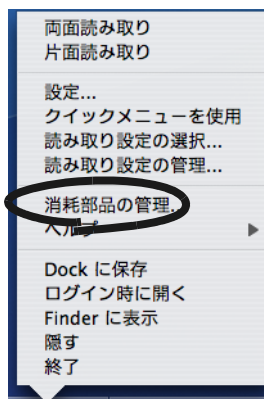 両面読み取り
片面読み取り
設定...
クイックメニューを使用
読み取り設定の選択...
読み取り設定の管理...
消耗部品の管理...
ヘルプ
Dock に保存
ログイン時に開く
Finder に表示
隠す
終了